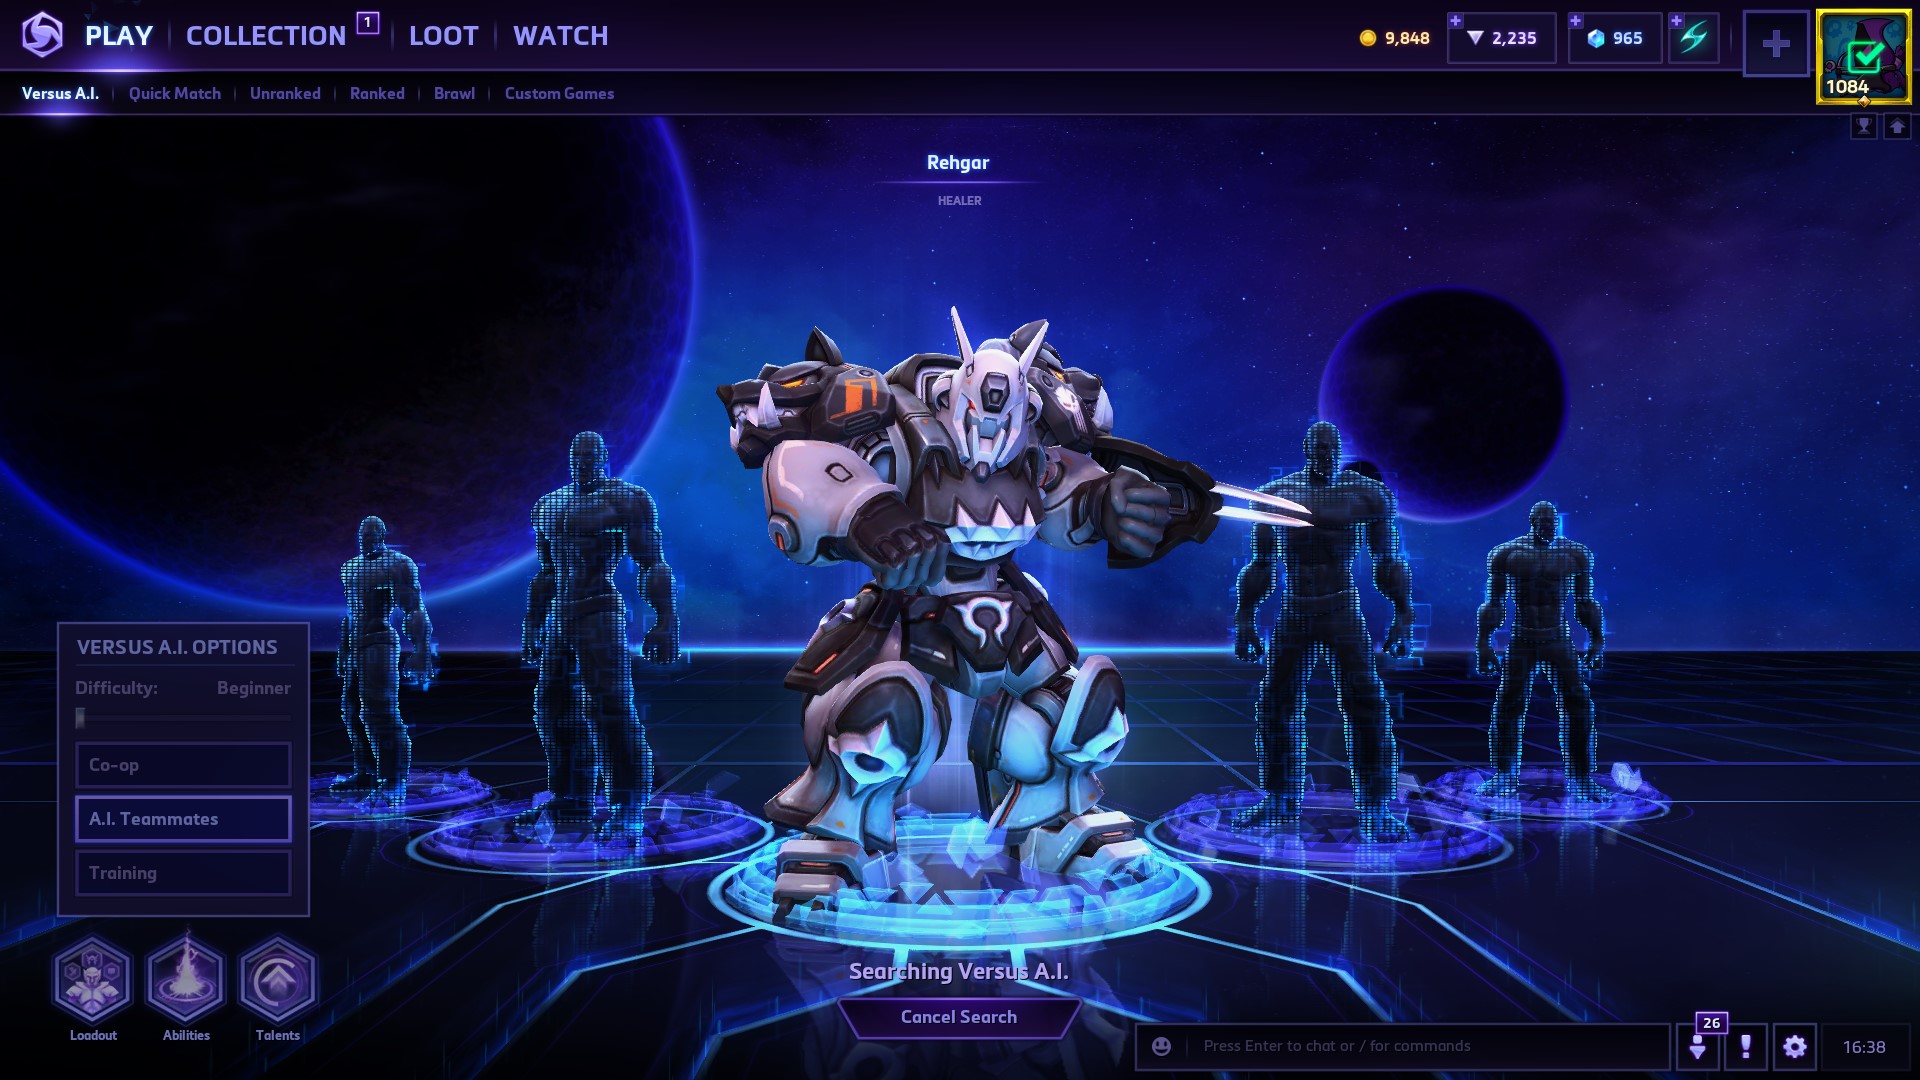 PLAY
COLLECTION
1
LOOT
WATCH
9,848
2,235
965
1084
Versus A.I.
Quick Match
Unranked
Ranked
Brawl
Custom Games
Rehgar
HEALER
VERSUS A.I. OPTIONS
Difficulty: Beginner
Co-op
A.I. Teammates
Training
Loadout
Abilities
Talents
Searching Versus A.I.
Cancel Search
Press Enter to chat or / for commands
26
16:38